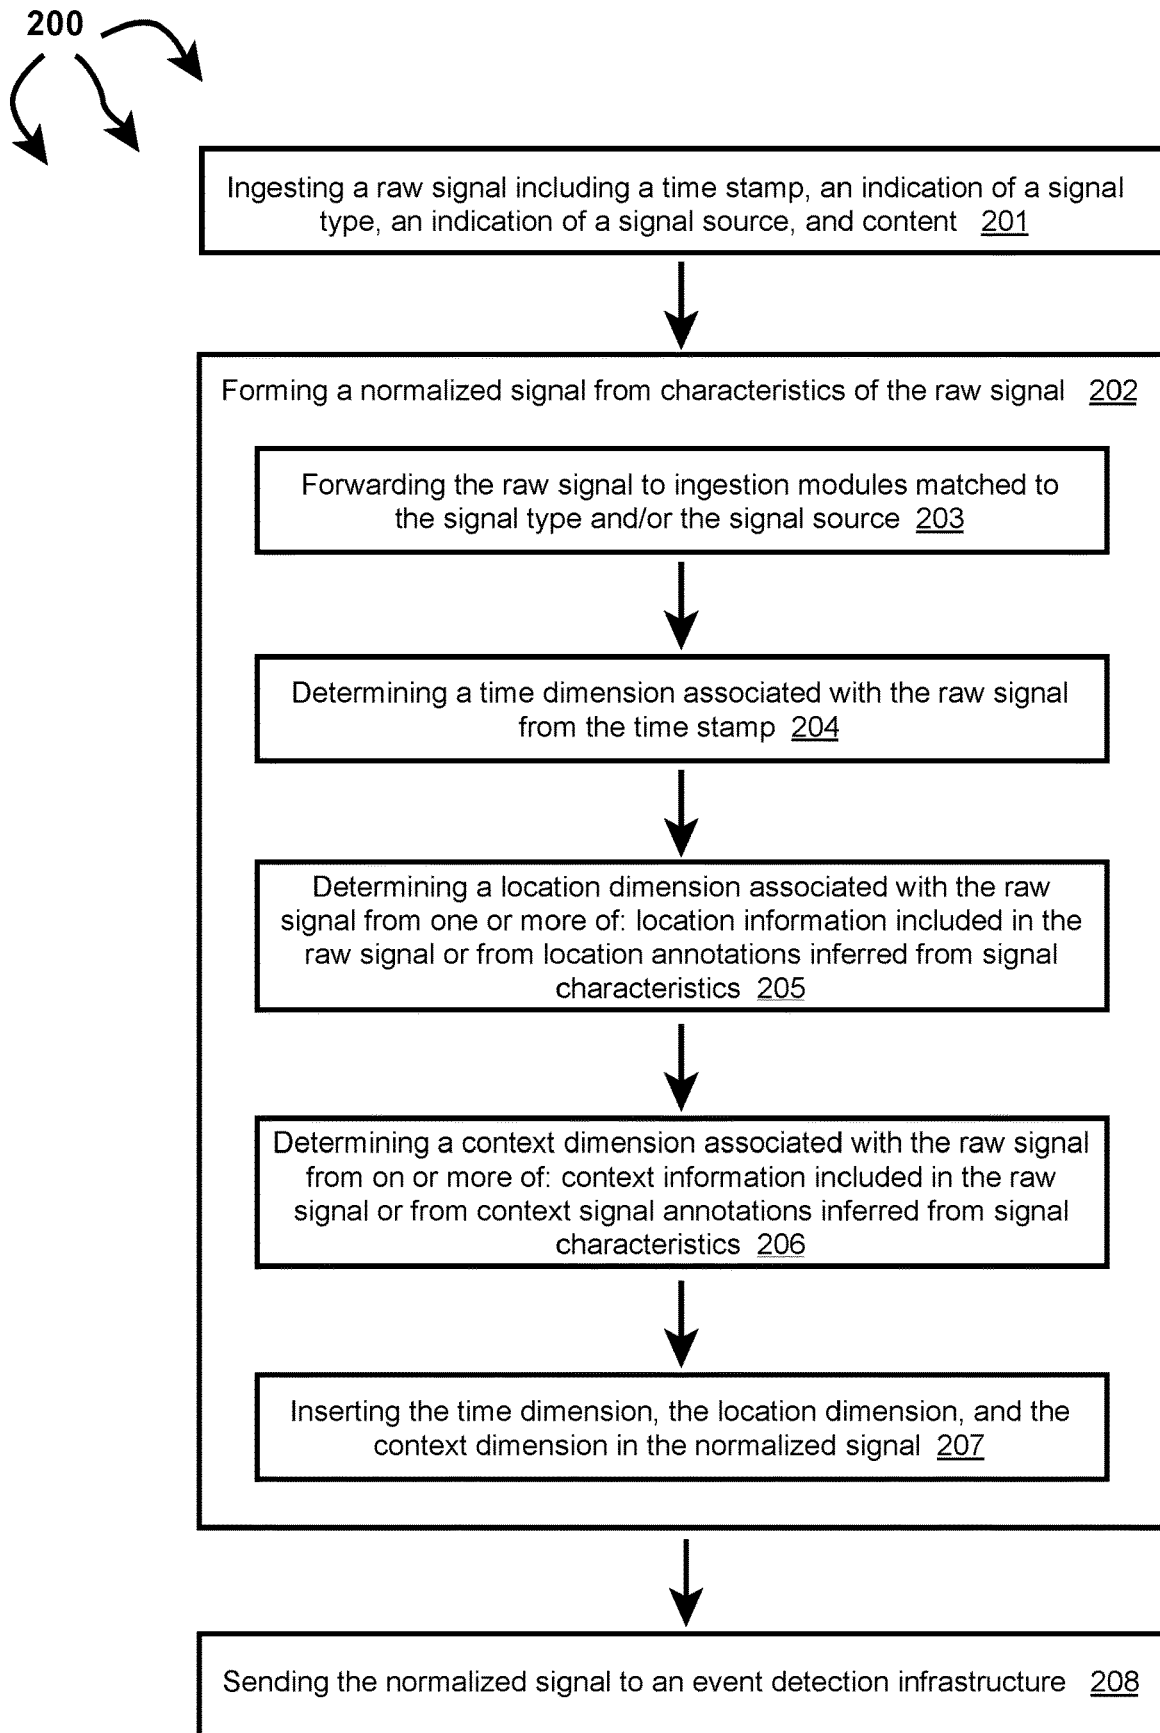 200
Ingesting a raw signal including a time stamp, an indication of a signal
type, an indication of a signal source, and content 201
Forming a normalized signal from characteristics of the raw signal 202
Forwarding the raw signal to ingestion modules matched to
the signal type and/or the signal source 203
Determining a time dimension associated with the raw signal
from the time stamp 204
Determining a location dimension associated with the raw
signal from one or more of: location information included in the
raw signal or from location annotations inferred from signal
characteristics 205
Determining a context dimension associated with the raw signal
from on or more of: context information included in the raw
signal or from context signal annotations inferred from signal
characteristics 206
Inserting the time dimension, the location dimension, and the
context dimension in the normalized signal 207
Sending the normalized signal to an event detection infrastructure 208